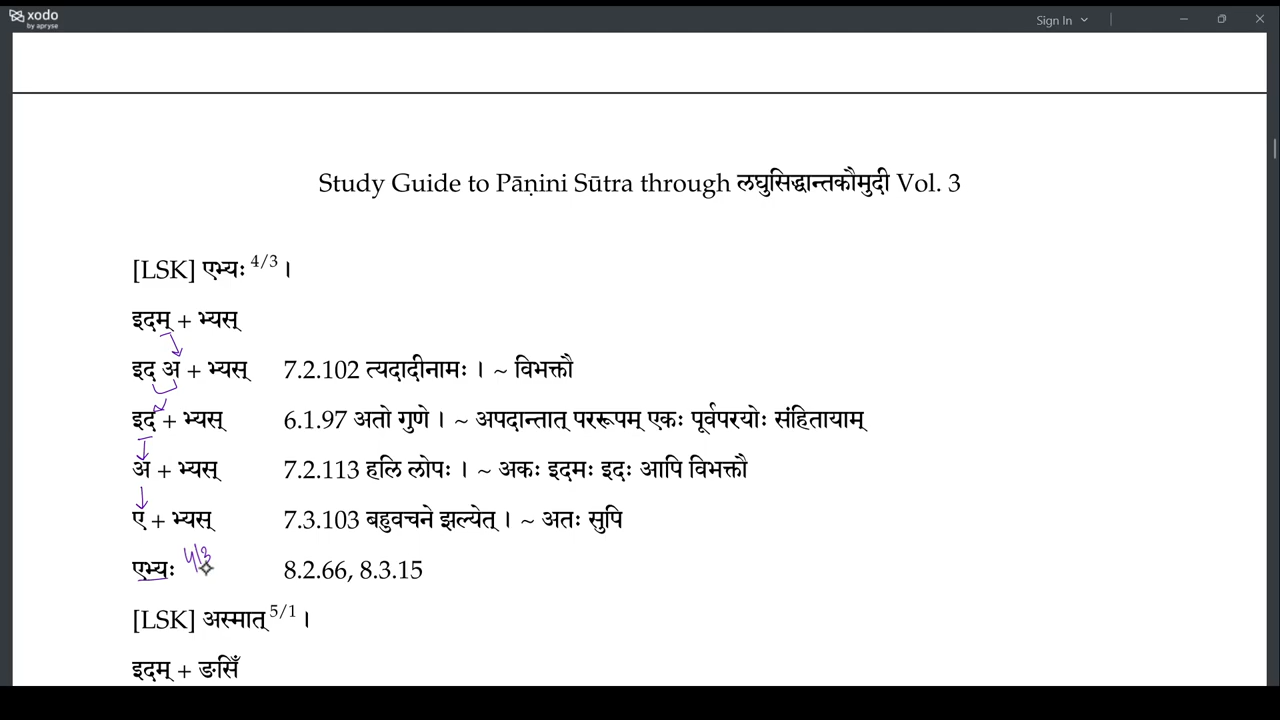 xodo
by apryse
Sign In
Study Guide to Pāṇini Sūtra through लघुसिद्धान्तकौमुदी Vol. 3
[LSK] एभ्यः 4/3 ।
इदम् + भ्यस्
इद अ + भ्यस् 7.2.102 त्यदादीनामः । ~ विभक्तौ
इद + भ्यस् 6.1.97 अतो गुणे । ~ अपदान्तात् पररूपम् एकः पूर्वपरयोः संहितायाम्
अ + भ्यस् 7.2.113 हलि लोपः । ~ अकः इदमः इदः आपि विभक्तौ
ए + भ्यस् 7.3.103 बहुवचने झल्येत् । ~ अतः सुपि
एभ्यः 4/3 8.2.66, 8.3.15
[LSK] अस्मात् 5/1 ।
इदम् + ङसिँ